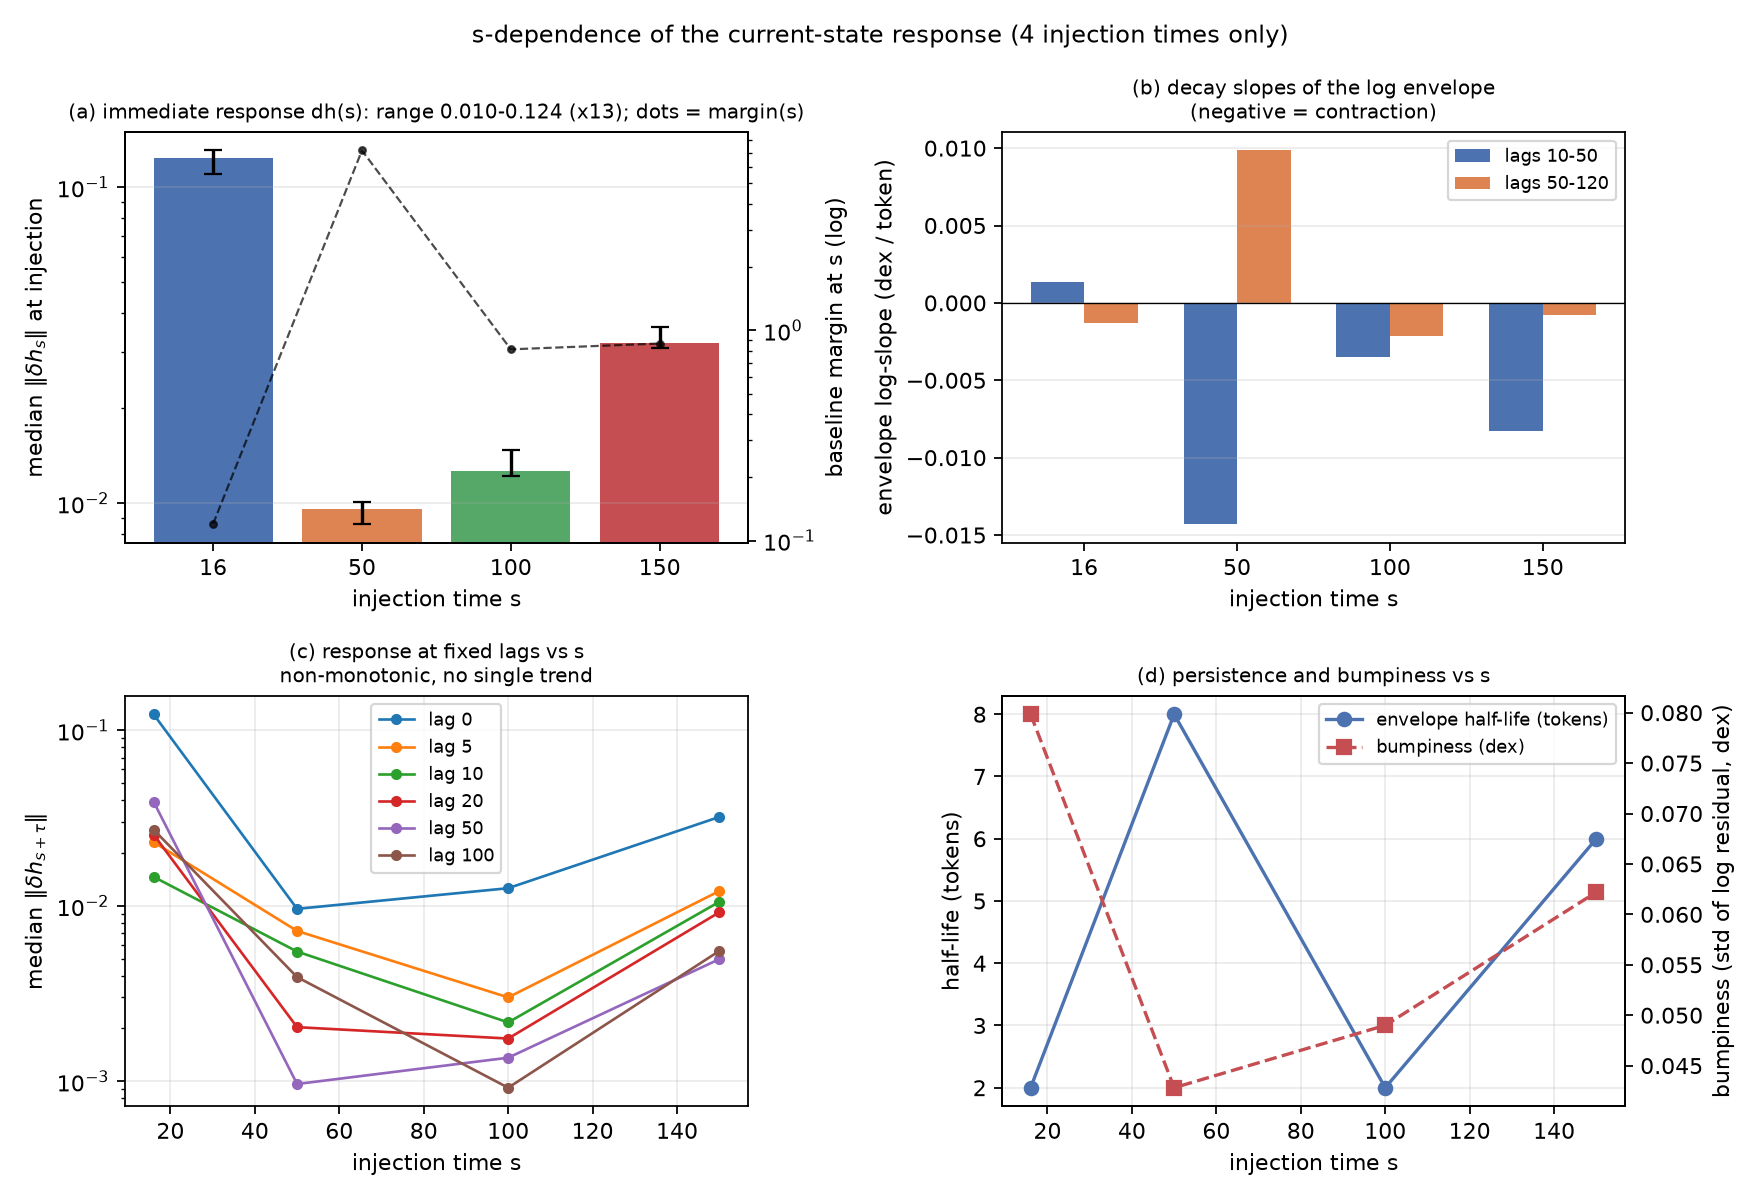 s-dependence of the current-state response (4 injection times only)
(a) immediate response dh(s): range 0.010-0.124 (x13); dots = margin(s)
median ‖δh_s‖ at injection
10⁻¹
10⁻²
16
50
100
150
injection time s
10⁰
10⁻¹
baseline margin at s (log)
(b) decay slopes of the log envelope
(negative = contraction)
envelope log-slope (dex / token)
0.010
0.005
0.000
−0.005
−0.010
−0.015
lags 10-50
lags 50-120
16
50
100
150
injection time s
(c) response at fixed lags vs s
non-monotonic, no single trend
median ‖δh_{s+τ}‖
10⁻¹
10⁻²
10⁻³
lag 0
lag 5
lag 10
lag 20
lag 50
lag 100
20
40
60
80
100
120
140
injection time s
(d) persistence and bumpiness vs s
half-life (tokens)
8
7
6
5
4
3
2
envelope half-life (tokens)
bumpiness (dex)
20
40
60
80
100
120
140
injection time s
0.080
0.075
0.070
0.065
0.060
0.055
0.050
0.045
bumpiness (std of log residual, dex)